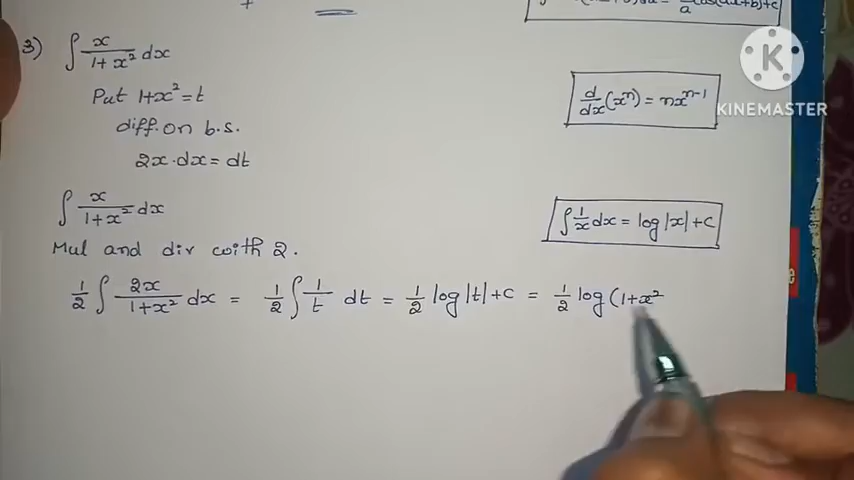 3) ∫ x/(1+x²) dx
Put 1+x² = t
diff. on b.s.
2x·dx = dt
∫ x/(1+x²) dx
Mul and div with 2.
1/2 ∫ 2x/(1+x²) dx = 1/2 ∫ 1/t dt = 1/2 log|t|+c = 1/2 log(1+x²
d/dx (xⁿ) = nxⁿ⁻¹
∫ 1/x dx = log|x|+c
KINEMASTER